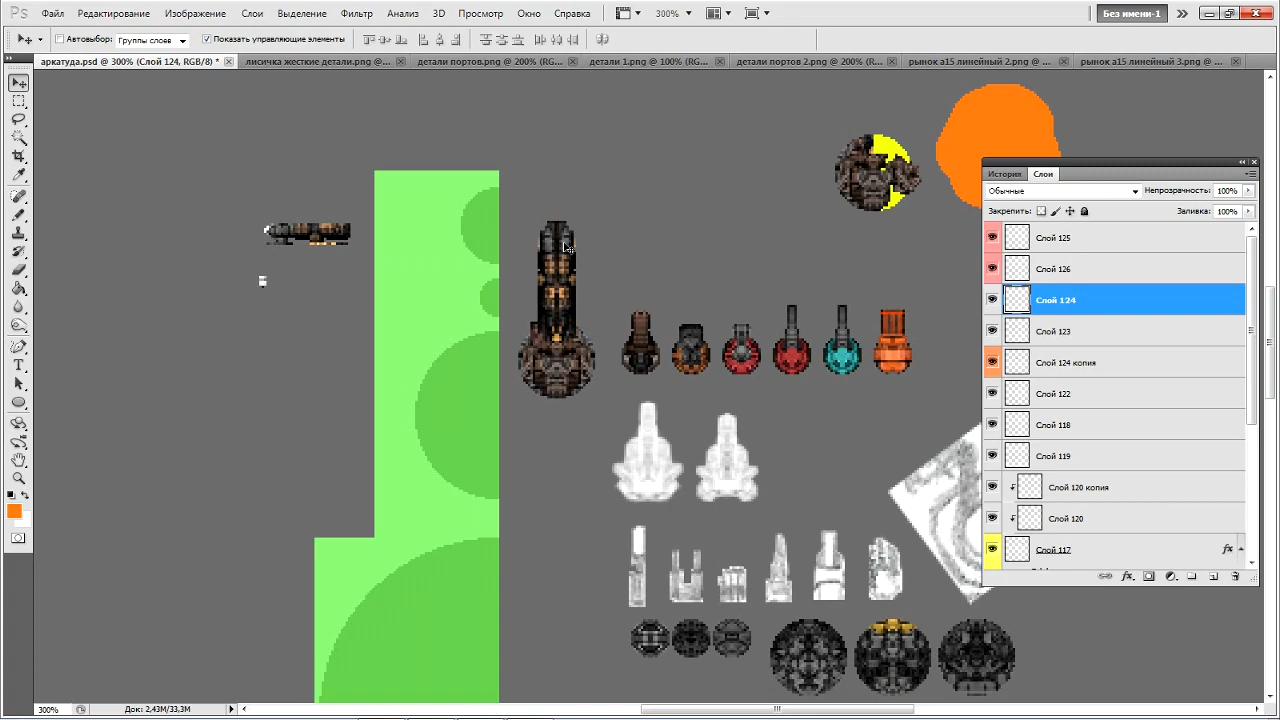 Ps Файл Редактирование Изображение Слои Выделение Фильтр Анализ 3D Просмотр Окно Справка 300% Без имени-1
Автовыбор: Группы слоев Показать управляющие элементы
аркатуда.psd @ 300% (Слой 124, RGB/8) * лисичка жесткие детали.png @... детали портов.png @ 200% (RG... детали 1.png @ 100% (RGB... детали портов 2.png @ 200% (R... рынок а15 линейный 2.png @ ... рынок а15 линейный 3.png @ ...
История Слои
Обычные Непрозрачность: 100%
Закрепить: Заливка: 100%
Слой 125
Слой 126
Слой 124
Слой 123
Слой 124 копия
Слой 122
Слой 118
Слой 119
Слой 120 копия
Слой 120
Слой 117 fx
fx
300% Док: 2,43M/33,3M